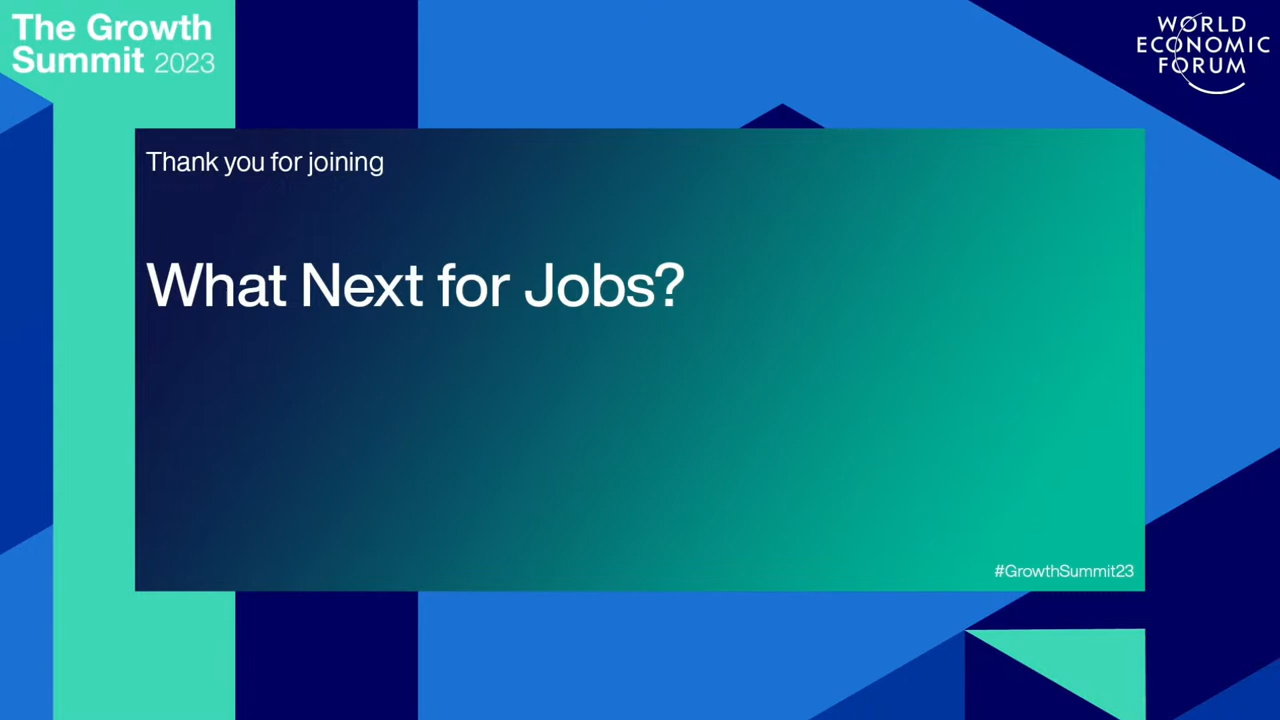 The Growth
Summit 2023
WORLD
ECONOMIC
FORUM
Thank you for joining
What Next for Jobs?
#GrowthSummit23